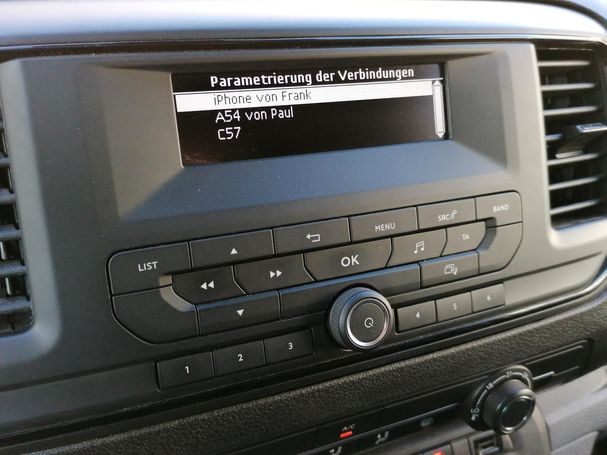 Parametrierung der Verbindungen
iPhone von Frank
A54 von Paul
C57
LIST
MENU
SRC
BAND
OK
TA
1
2
3
4
5
6
A/C